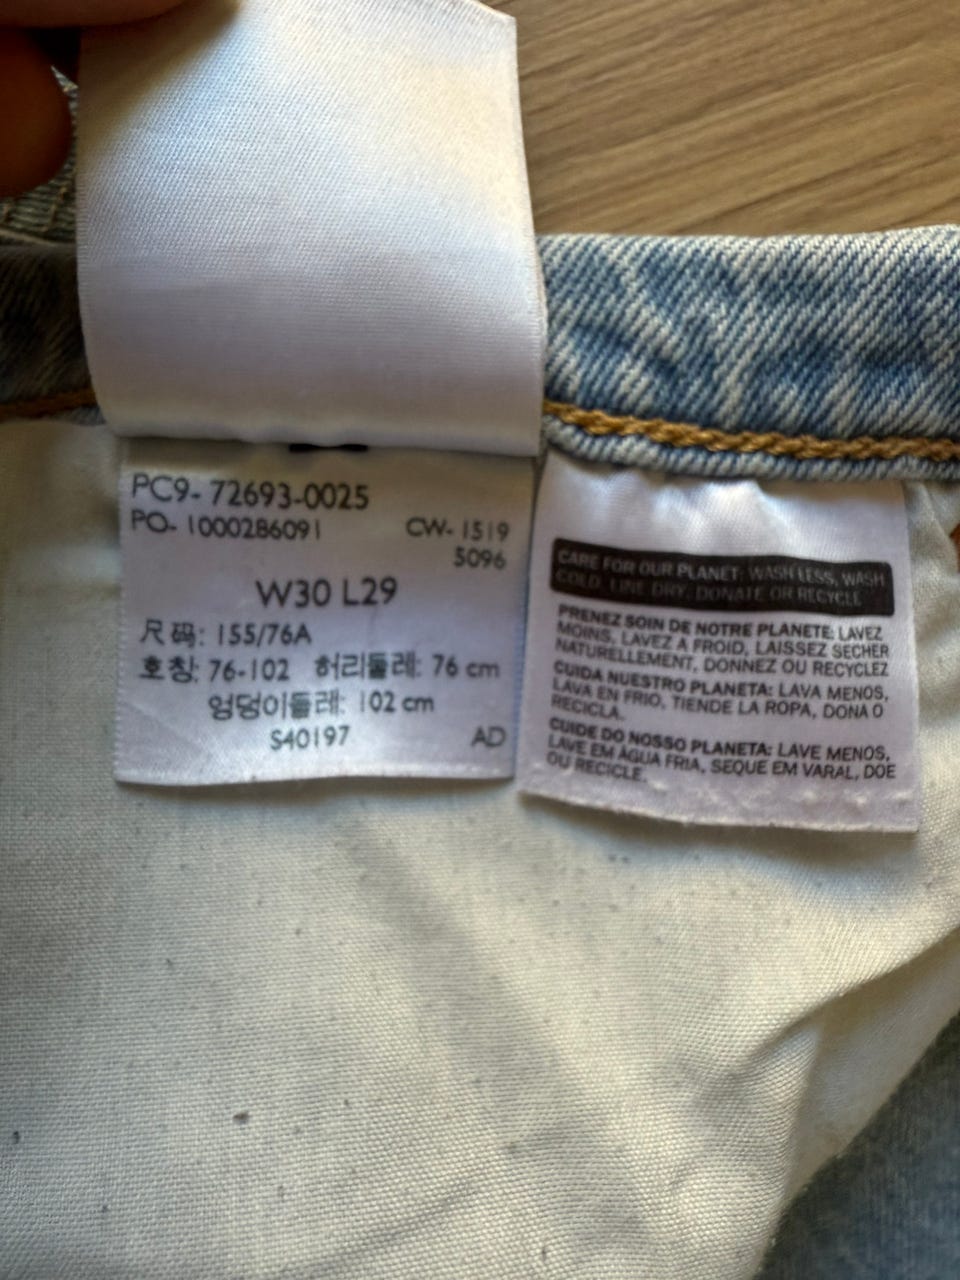 PC9- 72693-0025
PO- 1000286091 CW- 1519
5096
W30 L29
尺码: 155/76A
호칭: 76-102 허리둘레: 76 cm
엉덩이둘레: 102 cm
S40197 AD
CARE FOR OUR PLANET: WASH LESS, WASH
COLD, LINE DRY, DONATE OR RECYCLE
PRENEZ SOIN DE NOTRE PLANETE: LAVEZ
MOINS, LAVEZ A FROID, LAISSEZ SECHER
NATURELLEMENT, DONNEZ OU RECYCLEZ
CUIDA NUESTRO PLANETA: LAVA MENOS,
LAVA EN FRIO, TIENDE LA ROPA, DONA O
RECICLA.
CUIDE DO NOSSO PLANETA: LAVE MENOS,
LAVE EM ÁGUA FRIA, SEQUE EM VARAL, DOE
OU RECICLE.